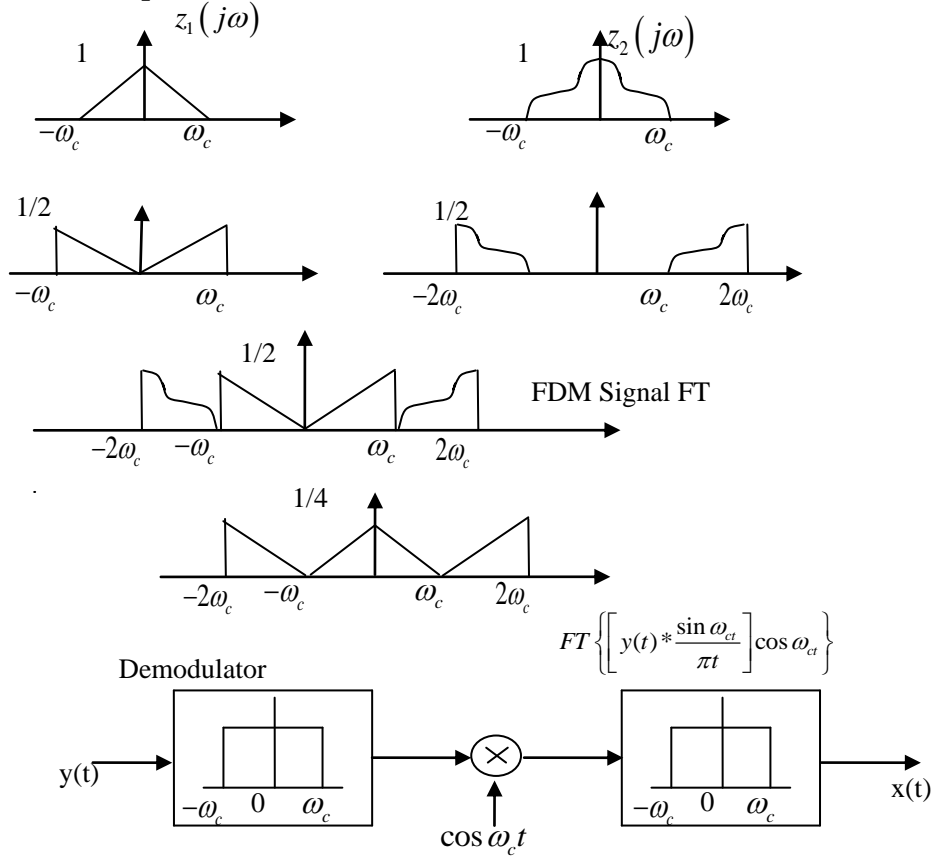 z₁(jω)
1
−ω_c ω_c
z₂(jω)
1
−ω_c ω_c
1/2
−ω_c ω_c
1/2
−2ω_c ω_c 2ω_c
1/2
FDM Signal FT
−2ω_c −ω_c ω_c 2ω_c
1/4
−2ω_c −ω_c ω_c 2ω_c
FT{[y(t)*sin ω_ct/πt]cos ω_ct}
Demodulator
y(t)
−ω_c 0 ω_c
cos ω_c t
−ω_c 0 ω_c
x(t)